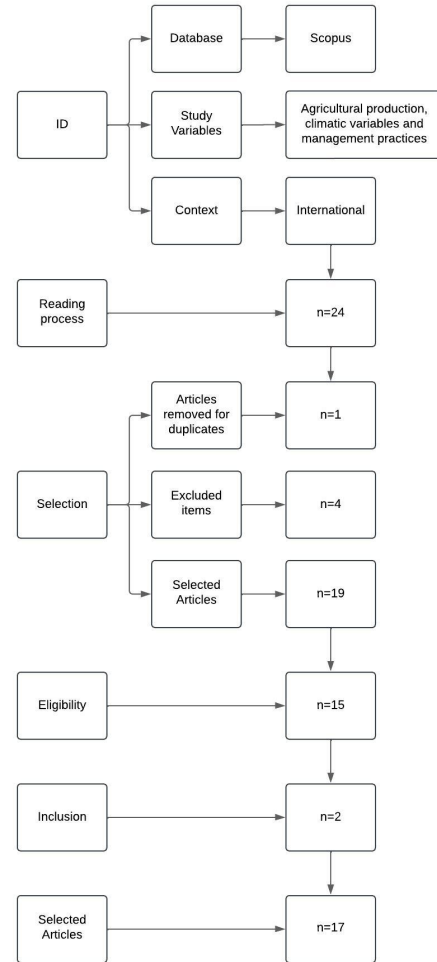 Database
Scopus
ID
Study
Variables
Agricultural production,
climatic variables and
management practices
Context
International
Reading
process
n=24
Articles
removed for
duplicates
n=1
Selection
Excluded
items
n=4
Selected
Articles
n=19
Eligibility
n=15
Inclusion
n=2
Selected
Articles
n=17